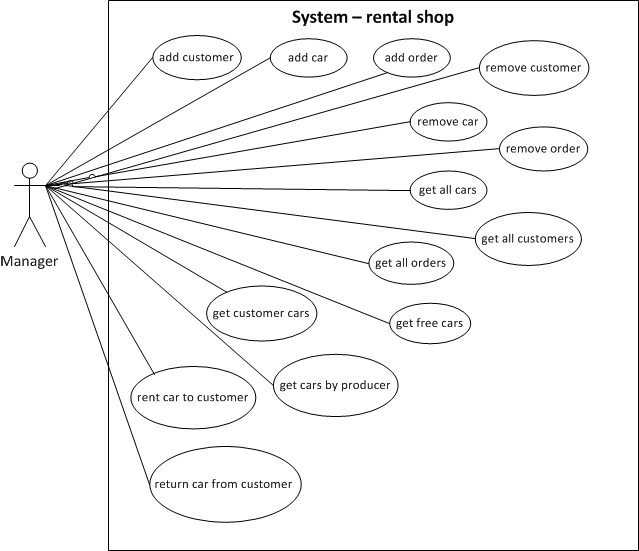 System – rental shop
add customer
add car
add order
remove customer
remove car
remove order
get all cars
get all customers
Manager
get all orders
get customer cars
get free cars
get cars by producer
rent car to customer
return car from customer